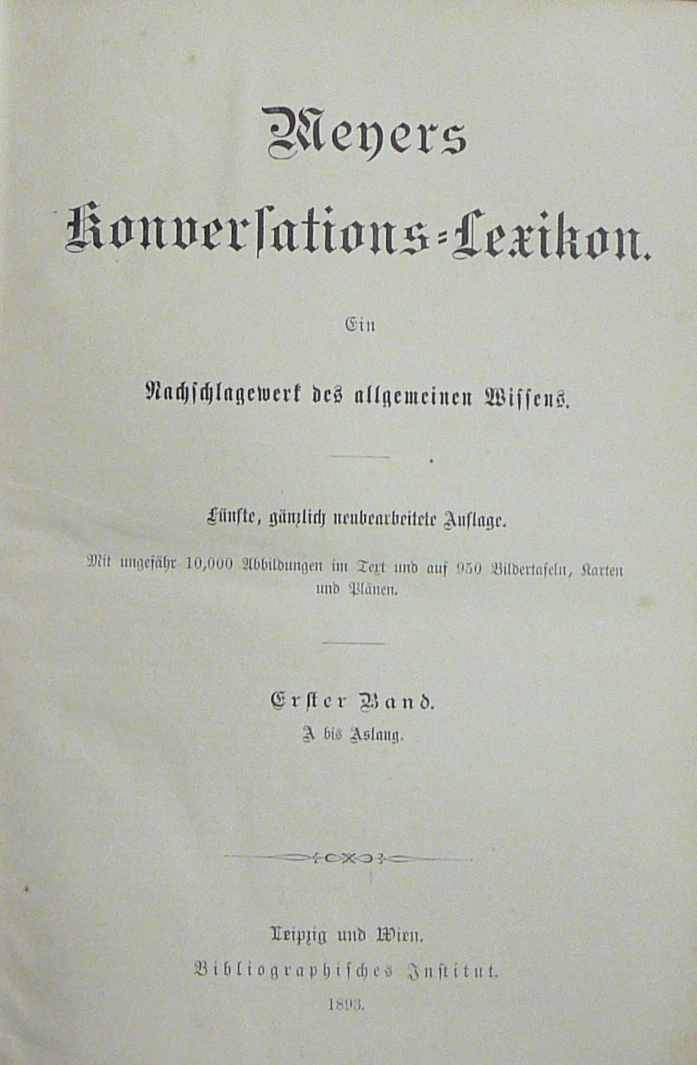 Meyers
Konversations=Lexikon.
Ein
Nachschlagewerk des allgemeinen Wissens.
Fünfte, gänzlich neubearbeitete Auflage.
Mit ungefähr 10,000 Abbildungen im Text und auf 950 Bildertafeln, Karten
und Plänen.
Erster Band.
A bis Aslang.
Leipzig und Wien.
Bibliographisches Institut.
1893.